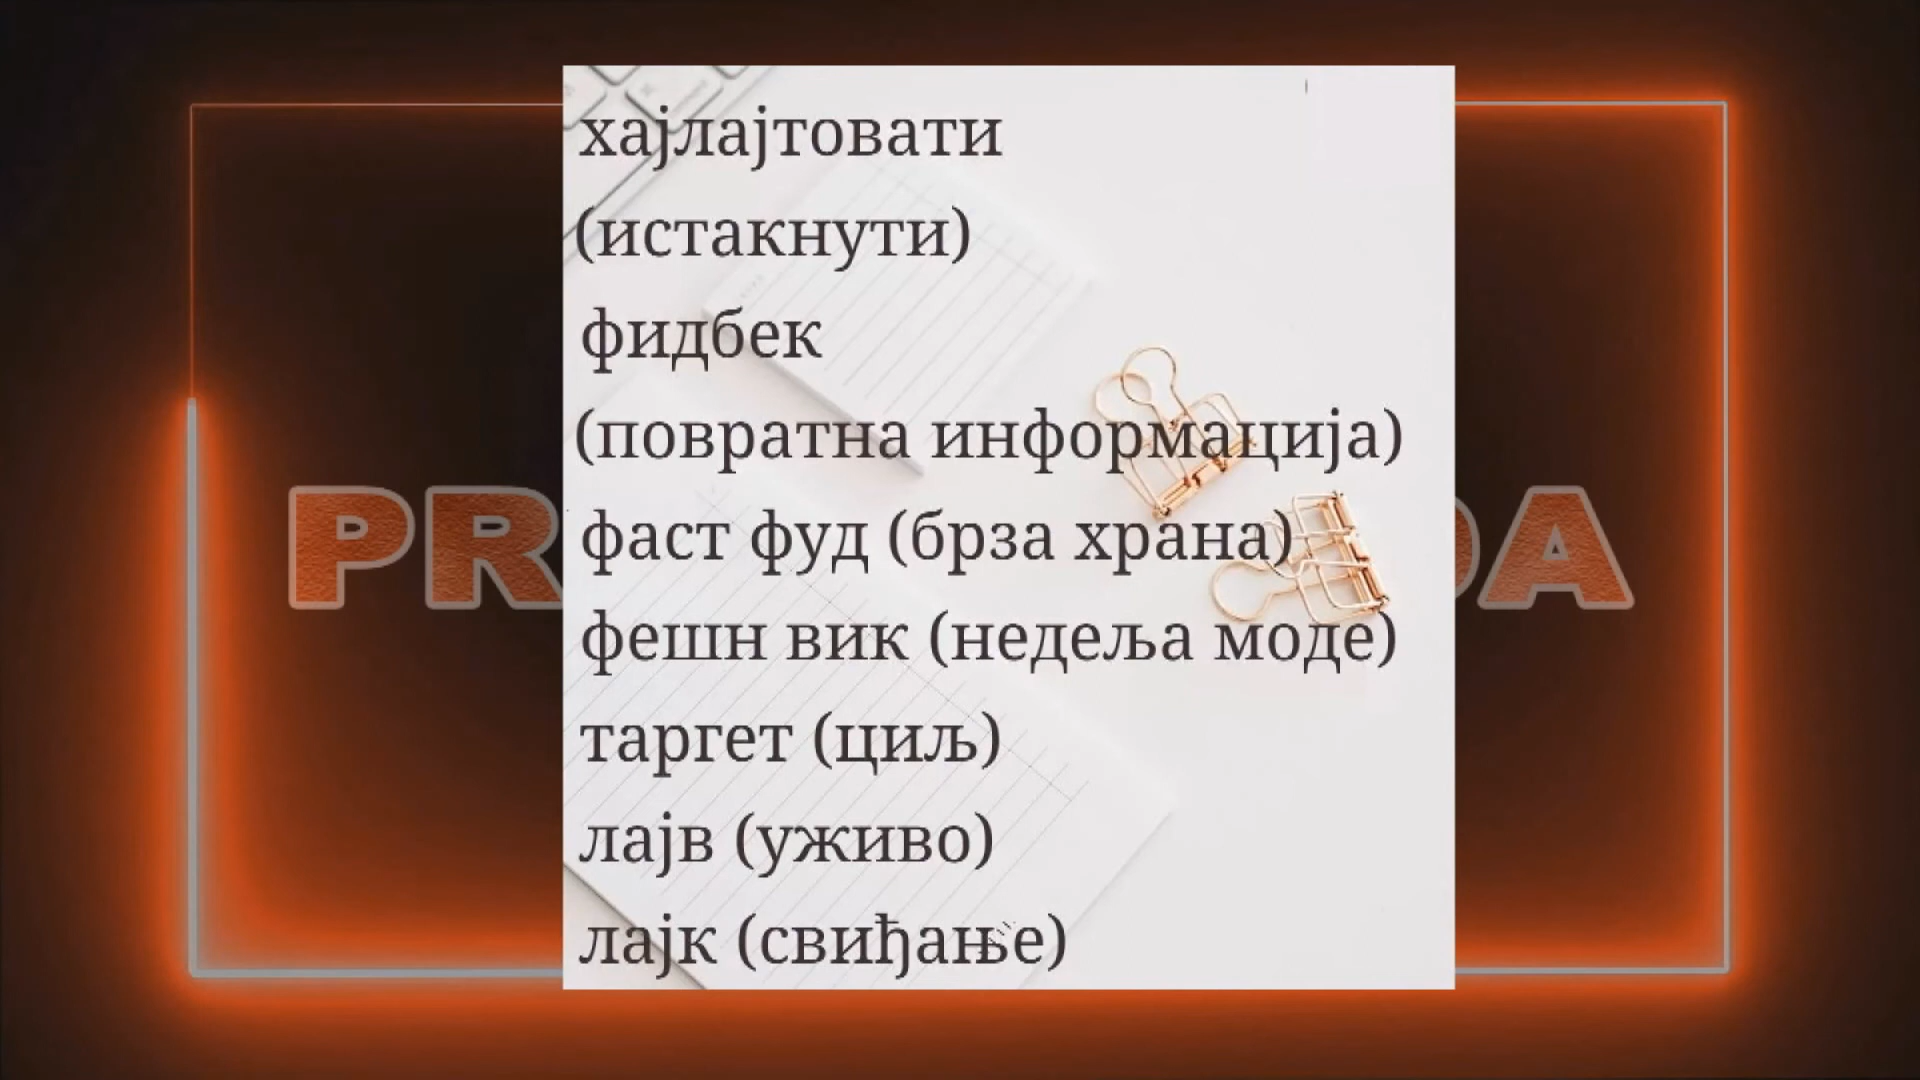 хајлајтовати
(истакнути)
фидбек
(повратна информација)
фаст фуд (брза храна)
фешн вик (недеља моде)
таргет (циљ)
лајв (уживо)
лајк (свиђање)